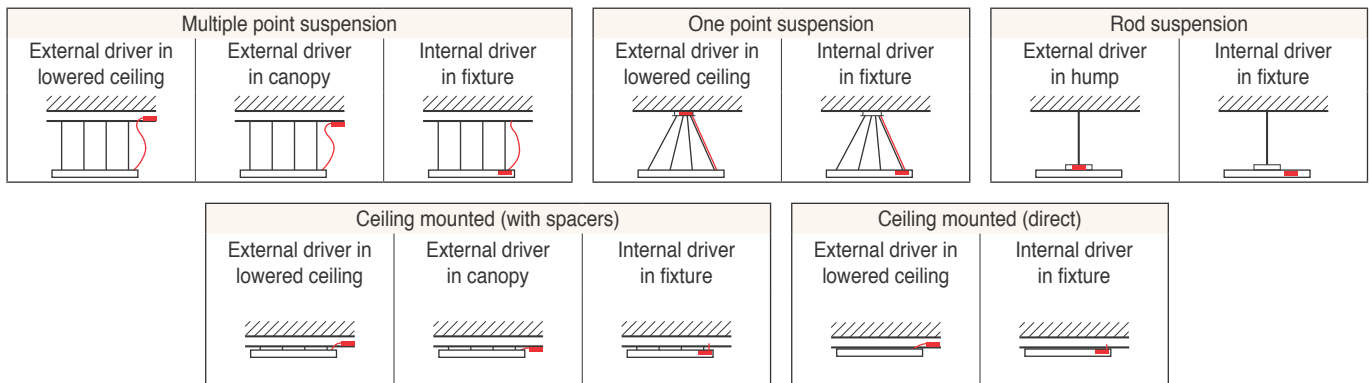 Multiple point suspension
External driver in
lowered ceiling
External driver
in canopy
Internal driver
in fixture
One point suspension
External driver in
lowered ceiling
Internal driver
in fixture
Rod suspension
External driver
in hump
Internal driver
in fixture
Ceiling mounted (with spacers)
External driver in
lowered ceiling
External driver
in canopy
Internal driver
in fixture
Ceiling mounted (direct)
External driver in
lowered ceiling
Internal driver
in fixture